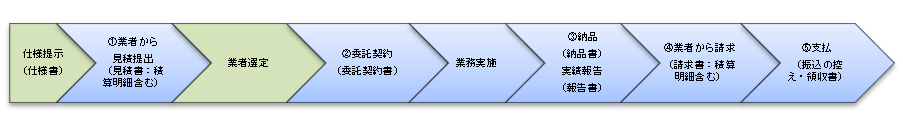 仕様提示
（仕様書）
①業者から
見積提出
（見積書：積
算明細含む）
業者選定
②委託契約
（委託契約書）
業務実施
③納品
（納品書）
実績報告
（報告書）
④業者から請求
（請求書：積算
明細含む）
⑤支払
（振込の控
え・領収書）